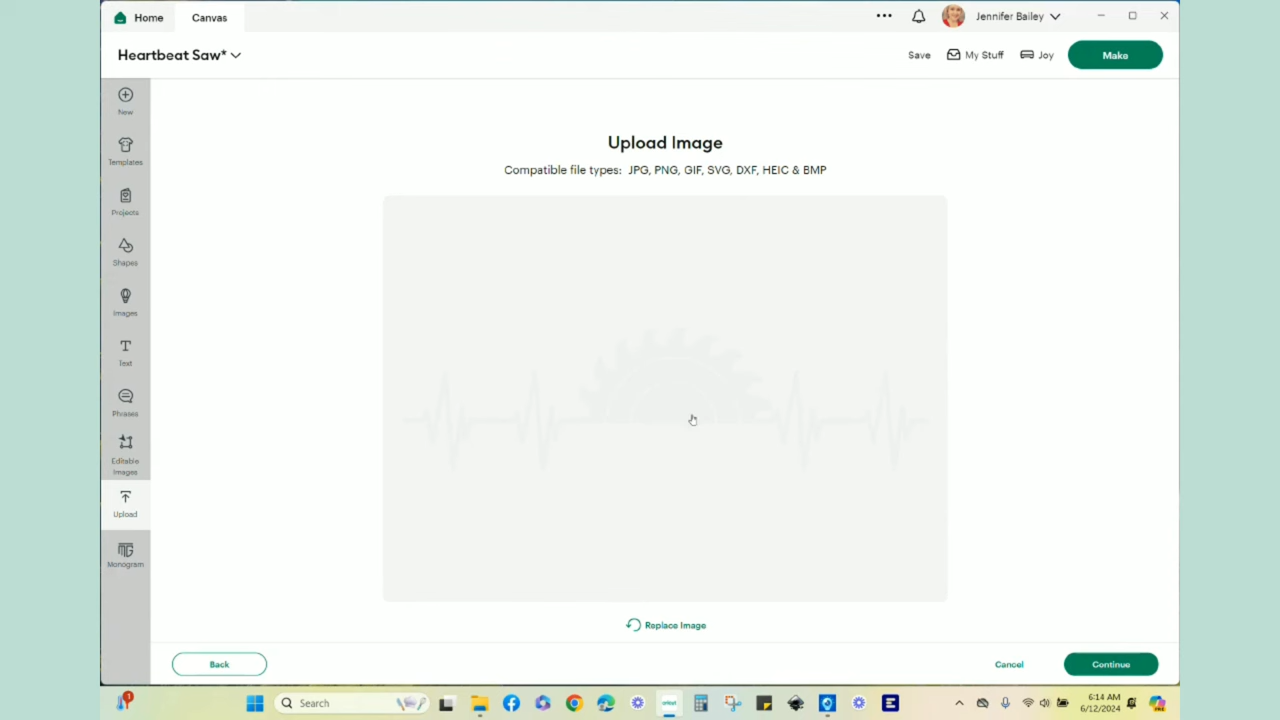 Home
Canvas
Jennifer Bailey
Heartbeat Saw*
Save
My Stuff
Joy
Make
New
Templates
Projects
Shapes
Images
Text
Phrases
Editable
Images
Upload
Monogram
Upload Image
Compatible file types: JPG, PNG, GIF, SVG, DXF, HEIC & BMP
Replace Image
Back
Cancel
Continue
1
Search
cricut
6:14 AM
6/12/2024